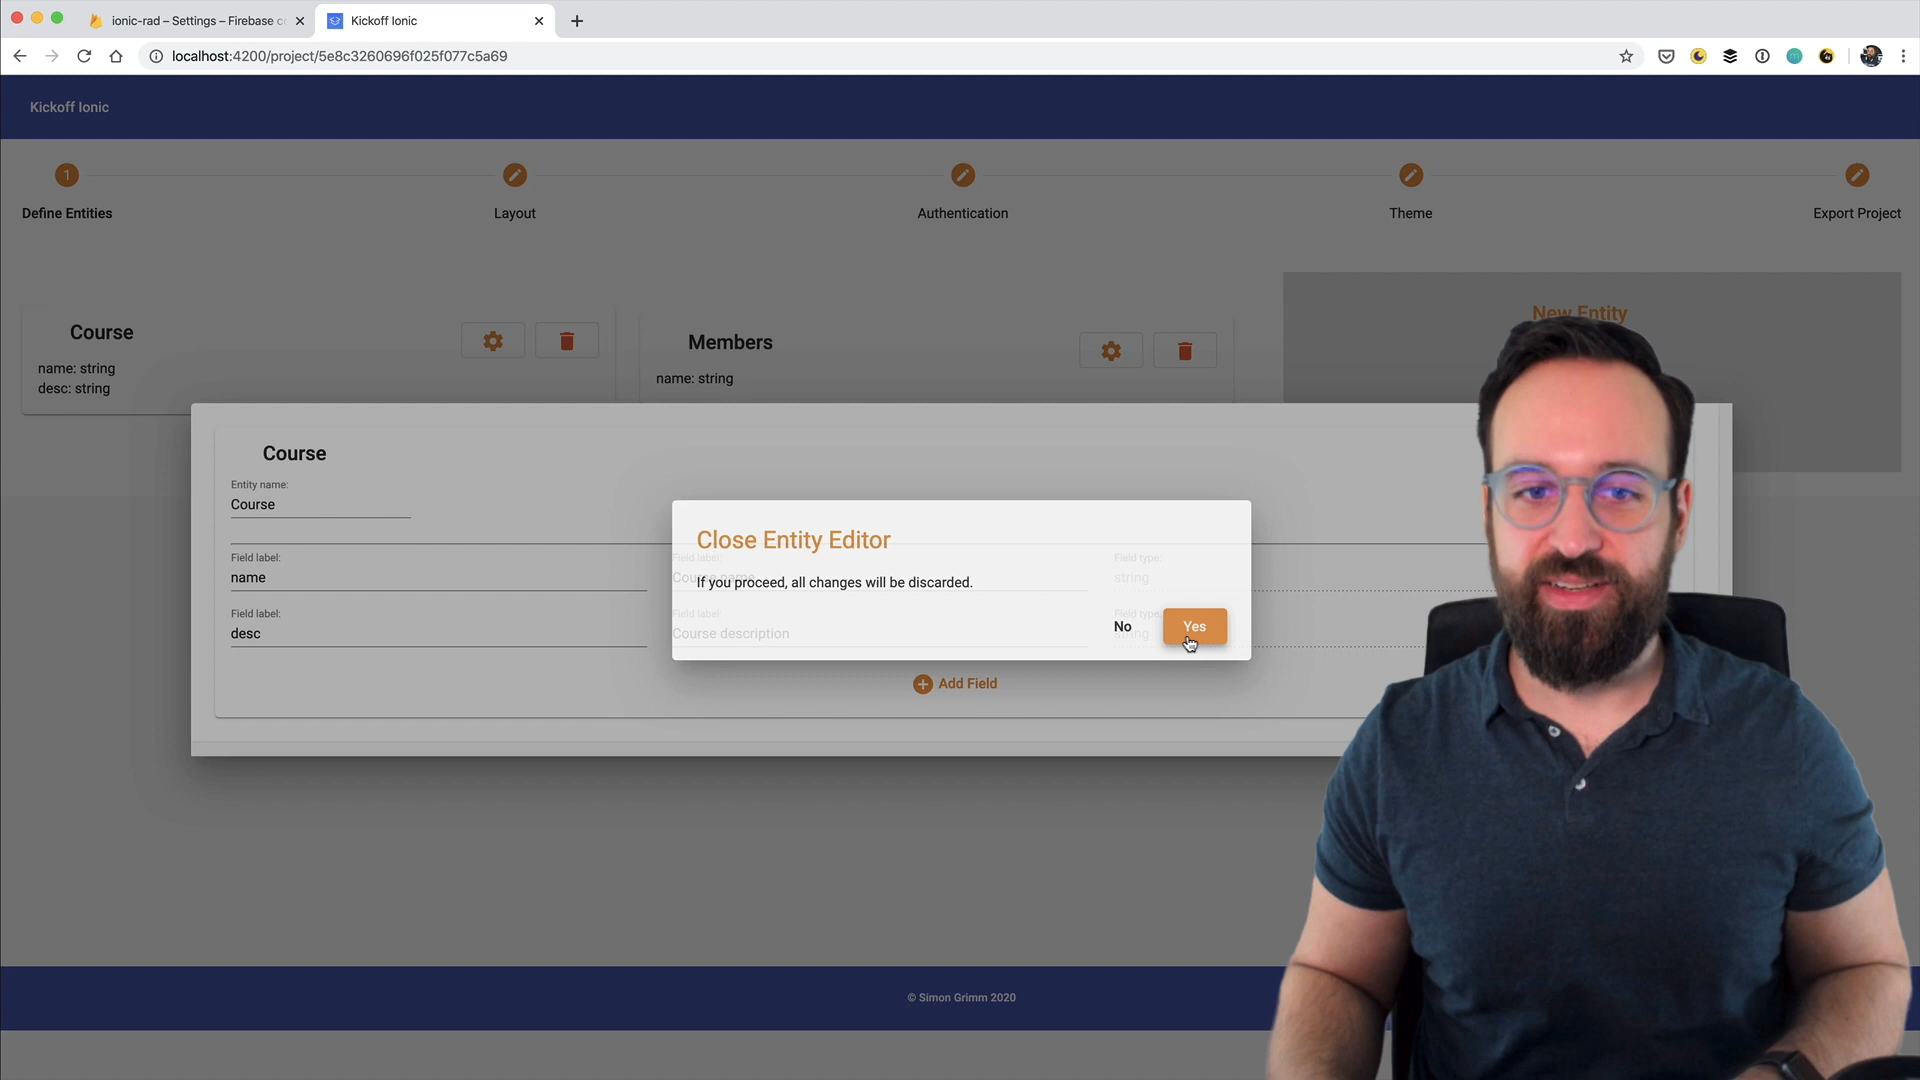 ionic-rad – Settings – Firebase c
Kickoff Ionic
localhost:4200/project/5e8c3260696f025f077c5a69
Kickoff Ionic
1
Define Entities
Layout
Authentication
Theme
Export Project
Course
name: string
desc: string
Members
name: string
New Entity
Course
Entity name:
Course
Field label:
name
Field label:
Course name
Field type:
string
Field label:
desc
Field label:
Course description
Field type:
string
Close Entity Editor
If you proceed, all changes will be discarded.
No
Yes
Add Field
© Simon Grimm 2020